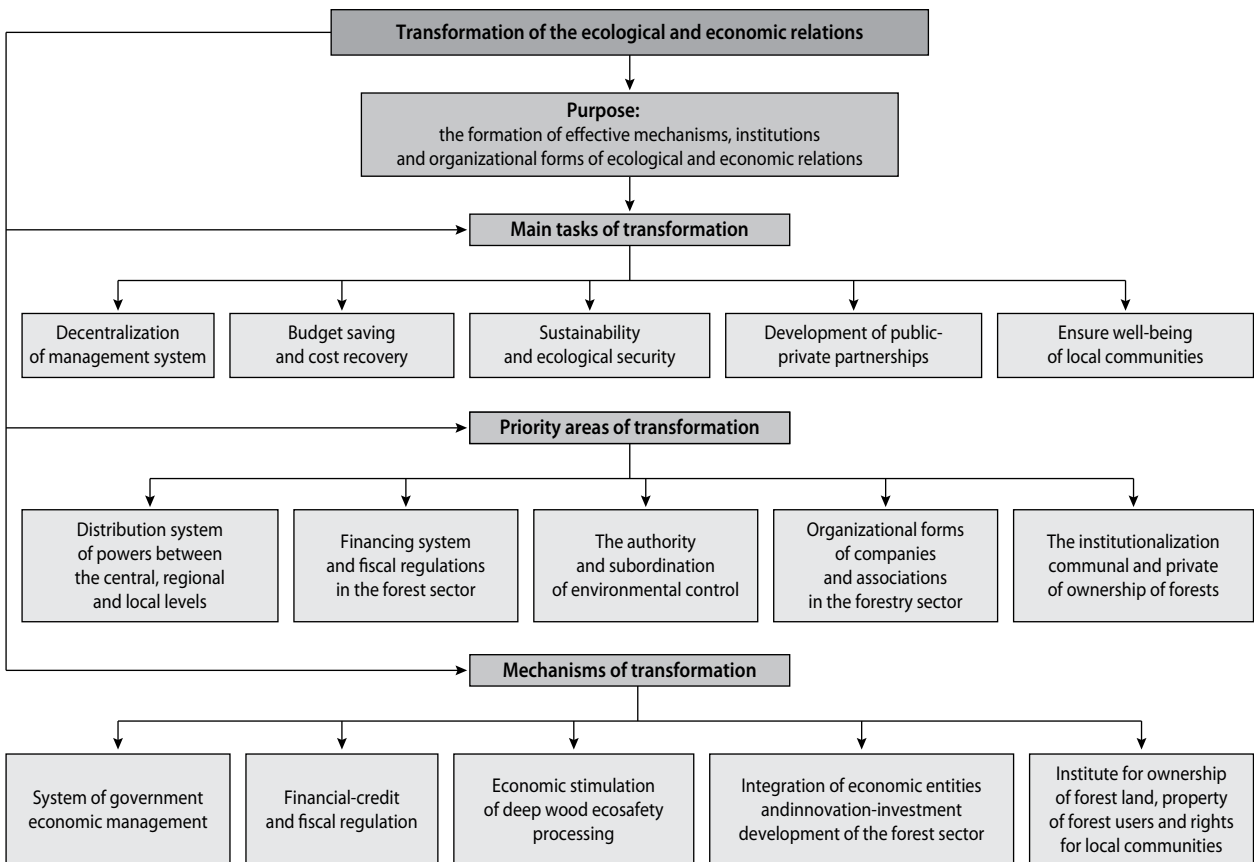 Transformation of the ecological and economic relations
Purpose:
the formation of effective mechanisms, institutions
and organizational forms of ecological and economic relations
Main tasks of transformation
Decentralization
of management system
Budget saving
and cost recovery
Sustainability
and ecological security
Development of public-
private partnerships
Ensure well-being
of local communities
Priority areas of transformation
Distribution system
of powers between
the central, regional
and local levels
Financing system
and fiscal regulations
in the forest sector
The authority
and subordination
of environmental control
Organizational forms
of companies
and associations
in the forestry sector
The institutionalization
communal and private
of ownership of forests
Mechanisms of transformation
System of government
economic management
Financial-credit
and fiscal regulation
Economic stimulation
of deep wood ecosafety
processing
Integration of economic entities
andinnovation-investment
development of the forest sector
Institute for ownership
of forest land, property
of forest users and rights
for local communities